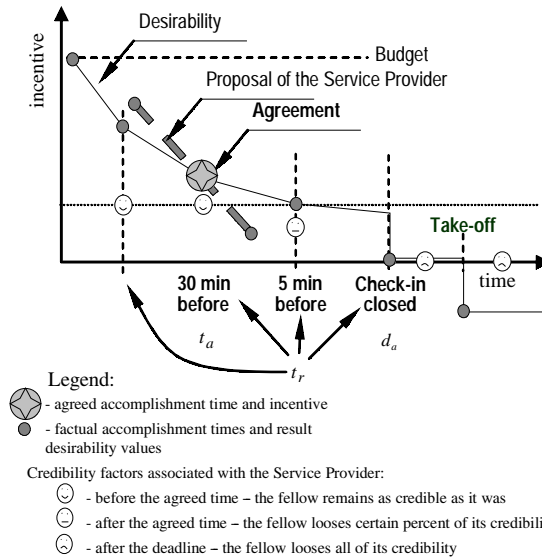 Desirability
incentive
Budget
Proposal of the Service Provider
Agreement
Take-off
30 min before
5 min before
Check-in closed
time
t_a
d_a
t_r
Legend:
- agreed accomplishment time and incentive
- factual accomplishment times and result
desirability values
Credibility factors associated with the Service Provider:
- before the agreed time – the fellow remains as credible as it was
- after the agreed time – the fellow looses certain percent of its credibili
- after the deadline – the fellow looses all of its credibility